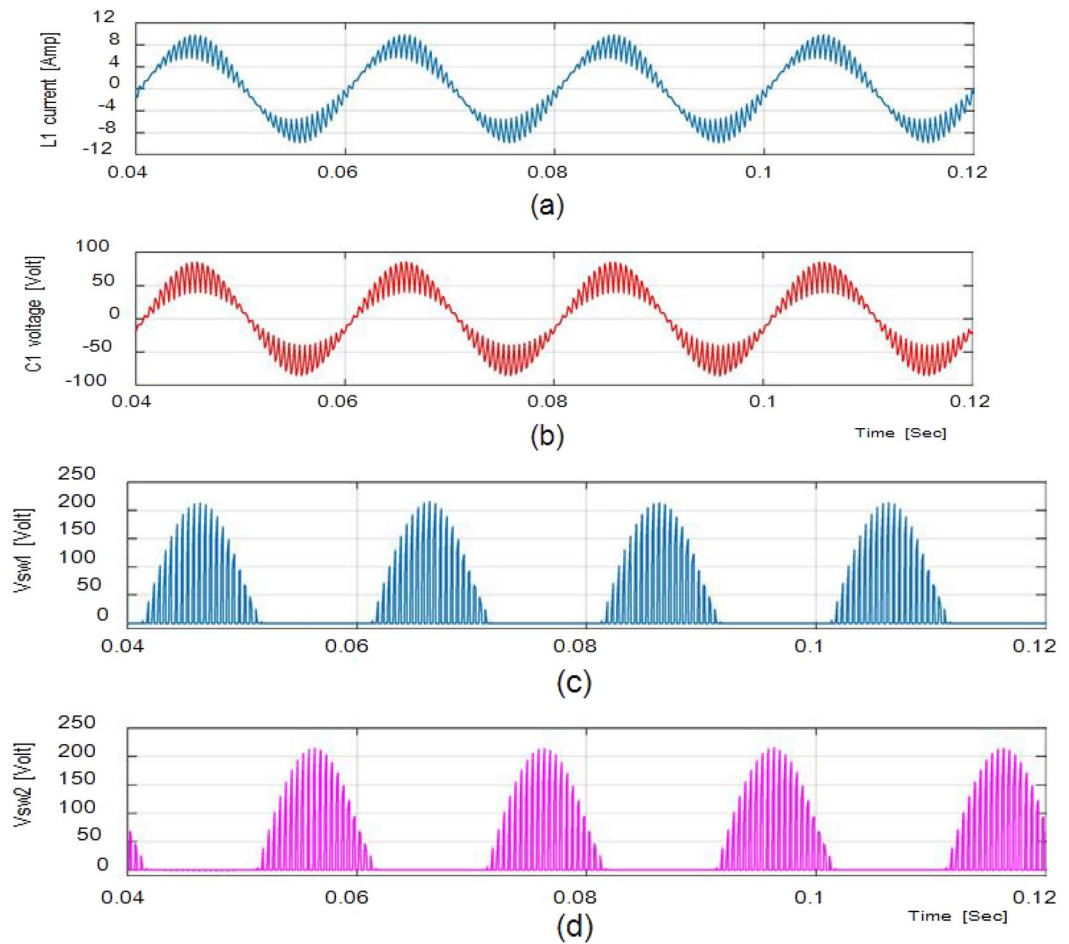 12
8
4
0
-4
-8
-12
L1 current [Amp]
0.04 0.06 0.08 0.1 0.12
(a)
100
50
0
-50
-100
C1 voltage [Volt]
0.04 0.06 0.08 0.1 0.12
(b)
Time [Sec]
250
200
150
100
50
0
Vsw1 [Volt]
0.04 0.06 0.08 0.1 0.12
(c)
250
200
150
100
50
0
Vsw2 [Volt]
0.04 0.06 0.08 0.1 0.12
Time [Sec]
(d)